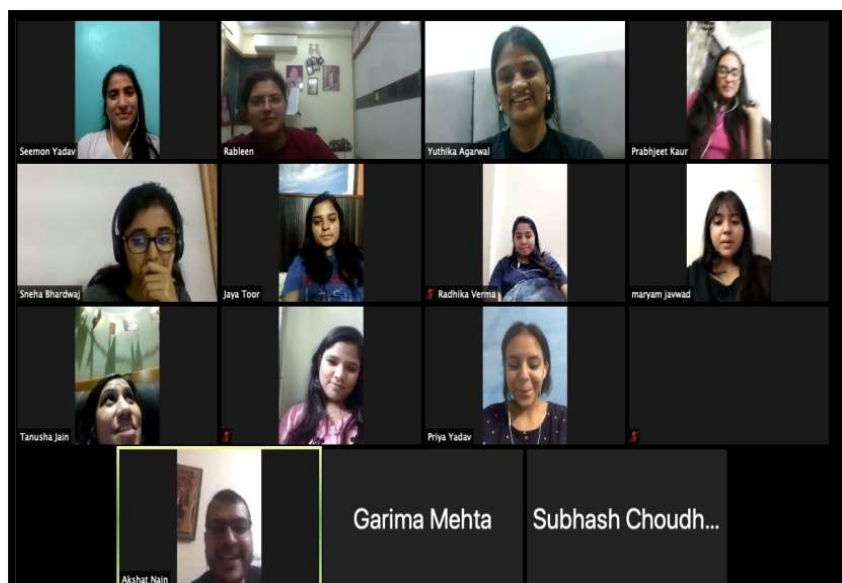 Seemon Yadav
Rableen
Yuthika Agarwal
Prabhjeet Kaur
Sneha Bhardwaj
Jaya Toor
Radhika Verma
maryam javwad
Tanusha Jain
Priya Yadav
Akshat Nain
Garima Mehta
Subhash Choudh...